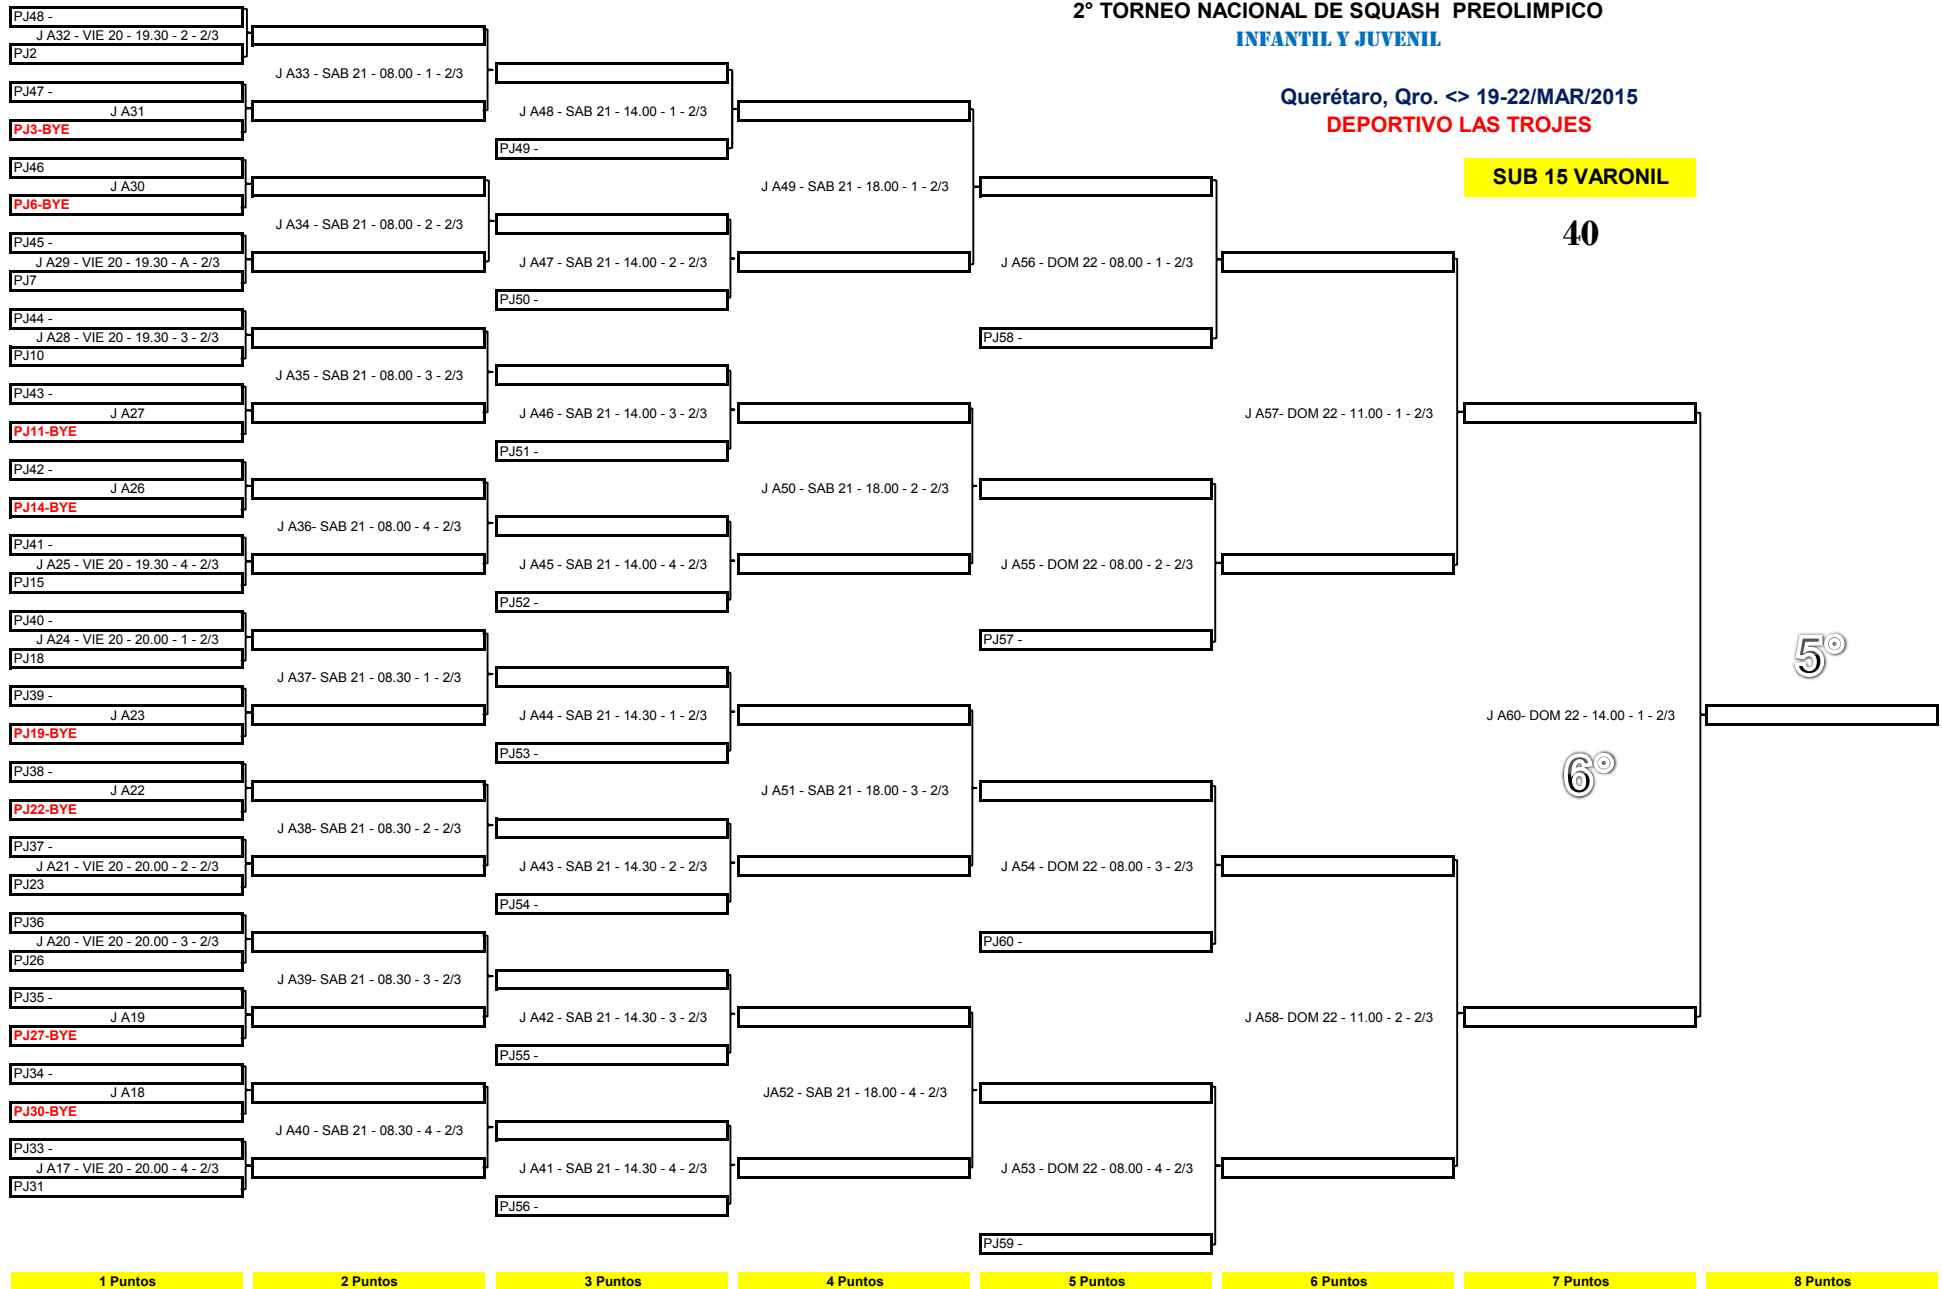 2° TORNEO NACIONAL DE SQUASH PREOLIMPICO
INFANTIL Y JUVENIL
Querétaro, Qro. <> 19-22/MAR/2015
DEPORTIVO LAS TROJES
SUB 15 VARONIL
40
PJ48 -
J A32 - VIE 20 - 19.30 - 2 - 2/3
PJ2
PJ47 -
J A31
PJ3-BYE
PJ46
J A30
PJ6-BYE
PJ45 -
J A29 - VIE 20 - 19.30 - A - 2/3
PJ7
PJ44 -
J A28 - VIE 20 - 19.30 - 3 - 2/3
PJ10
PJ43 -
J A27
PJ11-BYE
PJ42 -
J A26
PJ14-BYE
PJ41 -
J A25 - VIE 20 - 19.30 - 4 - 2/3
PJ15
PJ40 -
J A24 - VIE 20 - 20.00 - 1 - 2/3
PJ18
PJ39 -
J A23
PJ19-BYE
PJ38 -
J A22
PJ22-BYE
PJ37 -
J A21 - VIE 20 - 20.00 - 2 - 2/3
PJ23
PJ36
J A20 - VIE 20 - 20.00 - 3 - 2/3
PJ26
PJ35 -
J A19
PJ27-BYE
PJ34 -
J A18
PJ30-BYE
PJ33 -
J A17 - VIE 20 - 20.00 - 4 - 2/3
PJ31
J A33 - SAB 21 - 08.00 - 1 - 2/3
J A34 - SAB 21 - 08.00 - 2 - 2/3
J A35 - SAB 21 - 08.00 - 3 - 2/3
J A36- SAB 21 - 08.00 - 4 - 2/3
J A37- SAB 21 - 08.30 - 1 - 2/3
J A38- SAB 21 - 08.30 - 2 - 2/3
J A39- SAB 21 - 08.30 - 3 - 2/3
J A40 - SAB 21 - 08.30 - 4 - 2/3
J A48 - SAB 21 - 14.00 - 1 - 2/3
PJ49 -
J A47 - SAB 21 - 14.00 - 2 - 2/3
PJ50 -
J A46 - SAB 21 - 14.00 - 3 - 2/3
PJ51 -
J A45 - SAB 21 - 14.00 - 4 - 2/3
PJ52 -
J A44 - SAB 21 - 14.30 - 1 - 2/3
PJ53 -
J A43 - SAB 21 - 14.30 - 2 - 2/3
PJ54 -
J A42 - SAB 21 - 14.30 - 3 - 2/3
PJ55 -
J A41 - SAB 21 - 14.30 - 4 - 2/3
PJ56 -
J A49 - SAB 21 - 18.00 - 1 - 2/3
J A50 - SAB 21 - 18.00 - 2 - 2/3
J A51 - SAB 21 - 18.00 - 3 - 2/3
JA52 - SAB 21 - 18.00 - 4 - 2/3
J A56 - DOM 22 - 08.00 - 1 - 2/3
PJ58 -
J A55 - DOM 22 - 08.00 - 2 - 2/3
PJ57 -
J A54 - DOM 22 - 08.00 - 3 - 2/3
PJ60 -
J A53 - DOM 22 - 08.00 - 4 - 2/3
PJ59 -
J A57- DOM 22 - 11.00 - 1 - 2/3
J A58- DOM 22 - 11.00 - 2 - 2/3
J A60- DOM 22 - 14.00 - 1 - 2/3
6°
5°
1 Puntos
2 Puntos
3 Puntos
4 Puntos
5 Puntos
6 Puntos
7 Puntos
8 Puntos